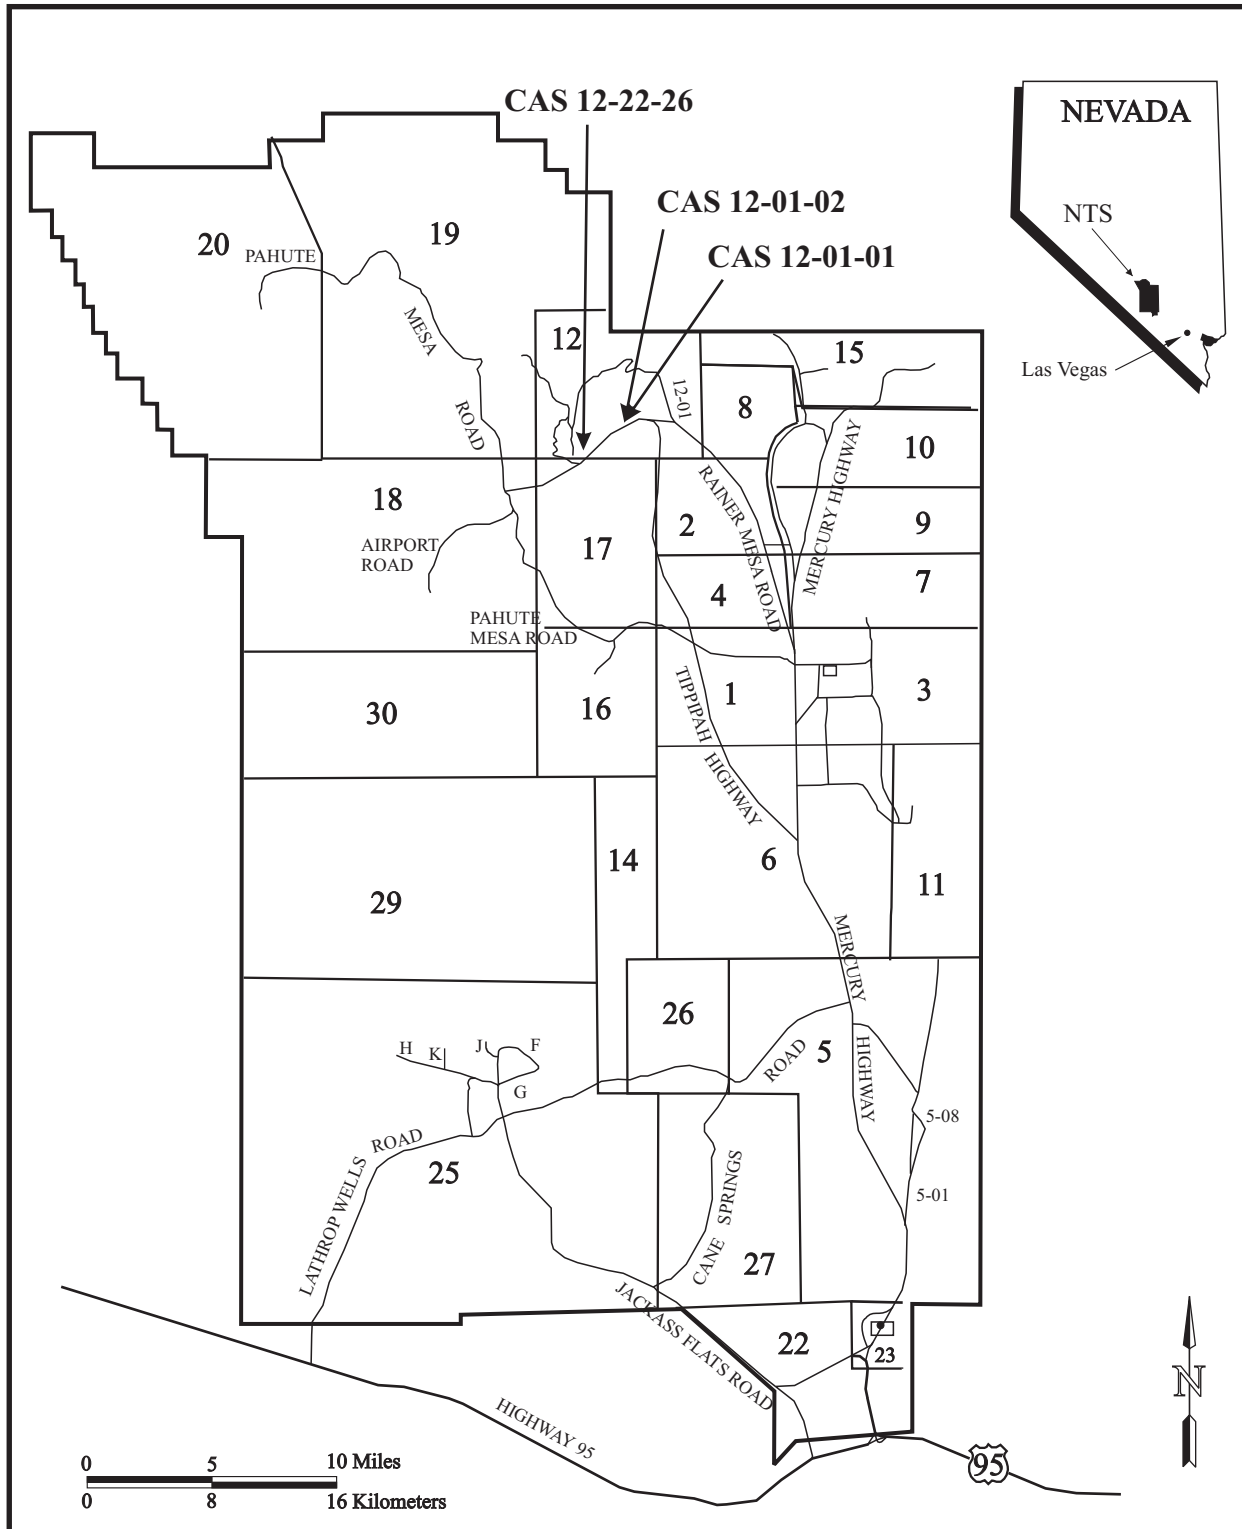 CAS 12-22-26
NEVADA
CAS 12-01-02
NTS
CAS 12-01-01
20
19
PAHUTE
MESA
ROAD
12
15
Las Vegas
12-01
8
10
18
RAINER MESA ROAD
MERCURY HIGHWAY
2
9
17
AIRPORT
ROAD
7
4
PAHUTE
MESA ROAD
TIPPIPAH HIGHWAY
1
3
16
30
14
6
11
29
MERCURY
HIGHWAY
26
5
ROAD
H
K
J
F
G
5-08
LATHROP WELLS ROAD
25
5-01
CANE SPRINGS
27
JACKASS FLATS ROAD
22
23
HIGHWAY 95
N
95
0 5 10 Miles
0 8 16 Kilometers